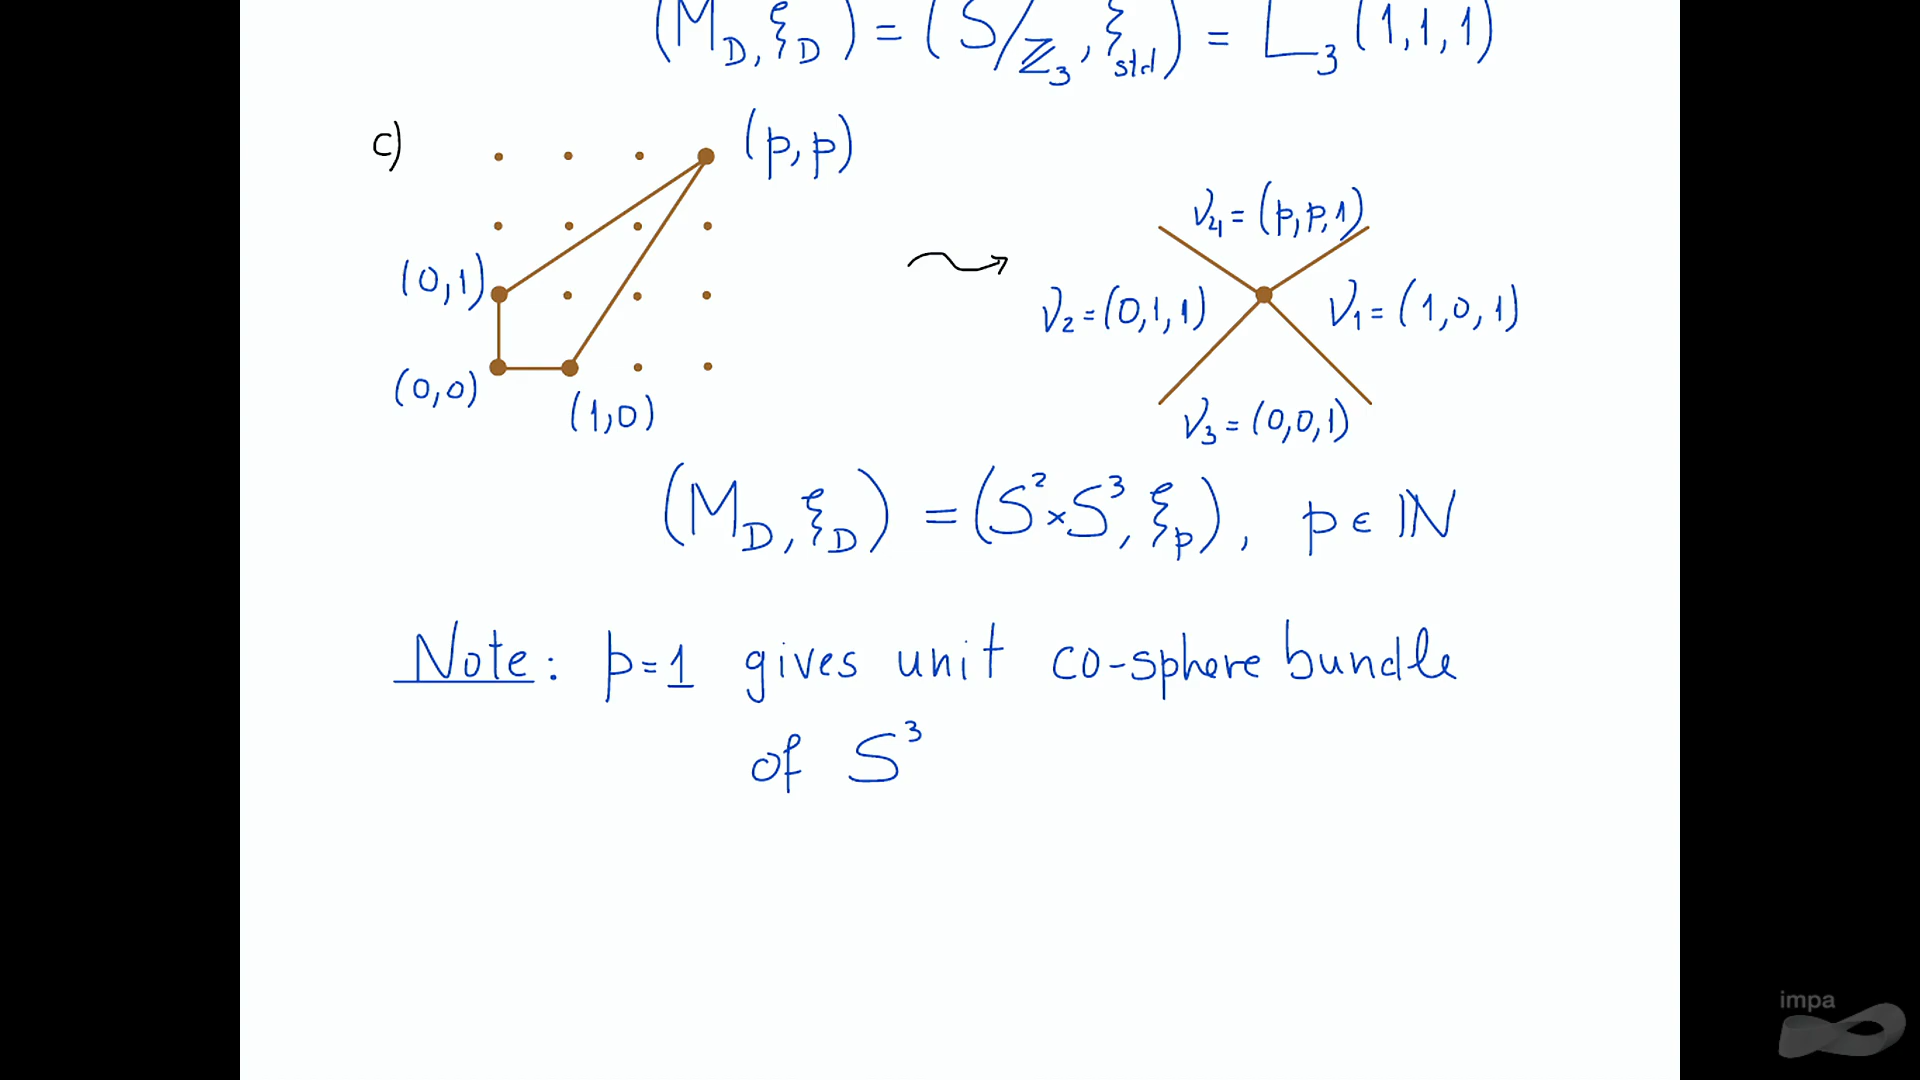 (M_D, ξ_D) = (S/ℤ_3, ξ_std) = L_3(1,1,1)
c)
(p,p)
(0,1)
(0,0)
(1,0)
ν_4 = (p,p,1)
ν_2 = (0,1,1)
ν_1 = (1,0,1)
ν_3 = (0,0,1)
(M_D, ξ_D) = (S^2 × S^3, ξ_p), p ∈ ℕ
Note: p=1 gives unit co-sphere bundle
of S^3
impa